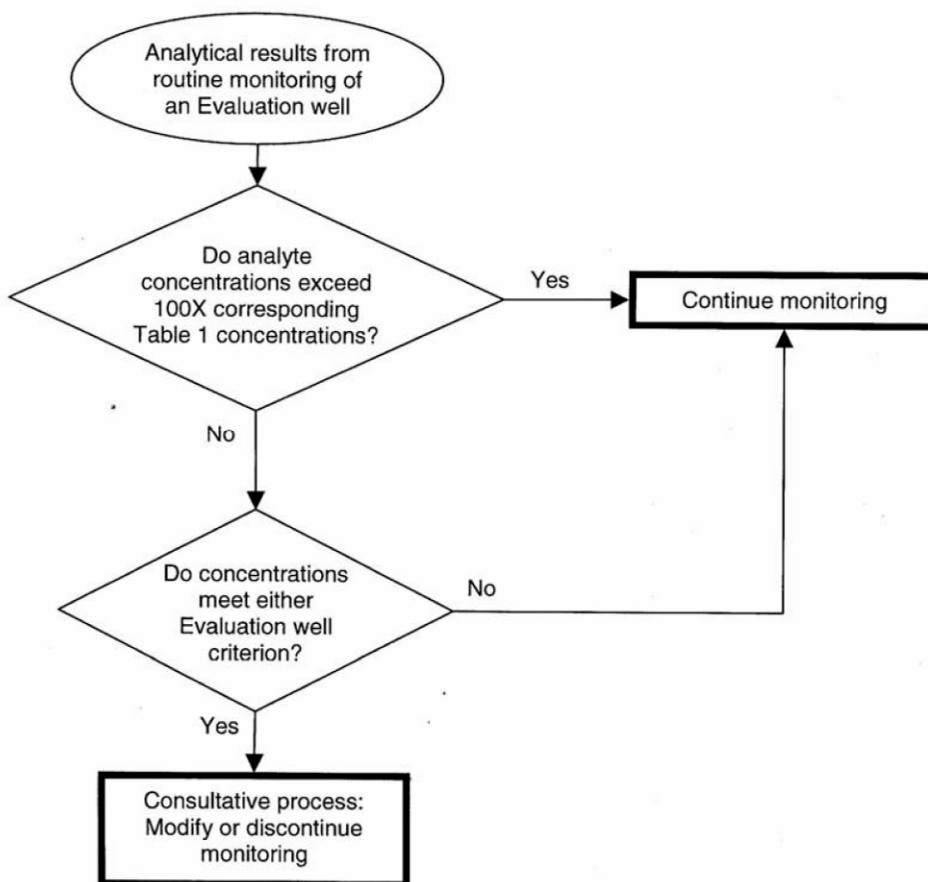 Analytical results from
routine monitoring of
an Evaluation well
Do analyte
concentrations exceed
100X corresponding
Table 1 concentrations?
Yes
Continue monitoring
No
Do concentrations
meet either
Evaluation well
criterion?
No
Yes
Consultative process:
Modify or discontinue
monitoring